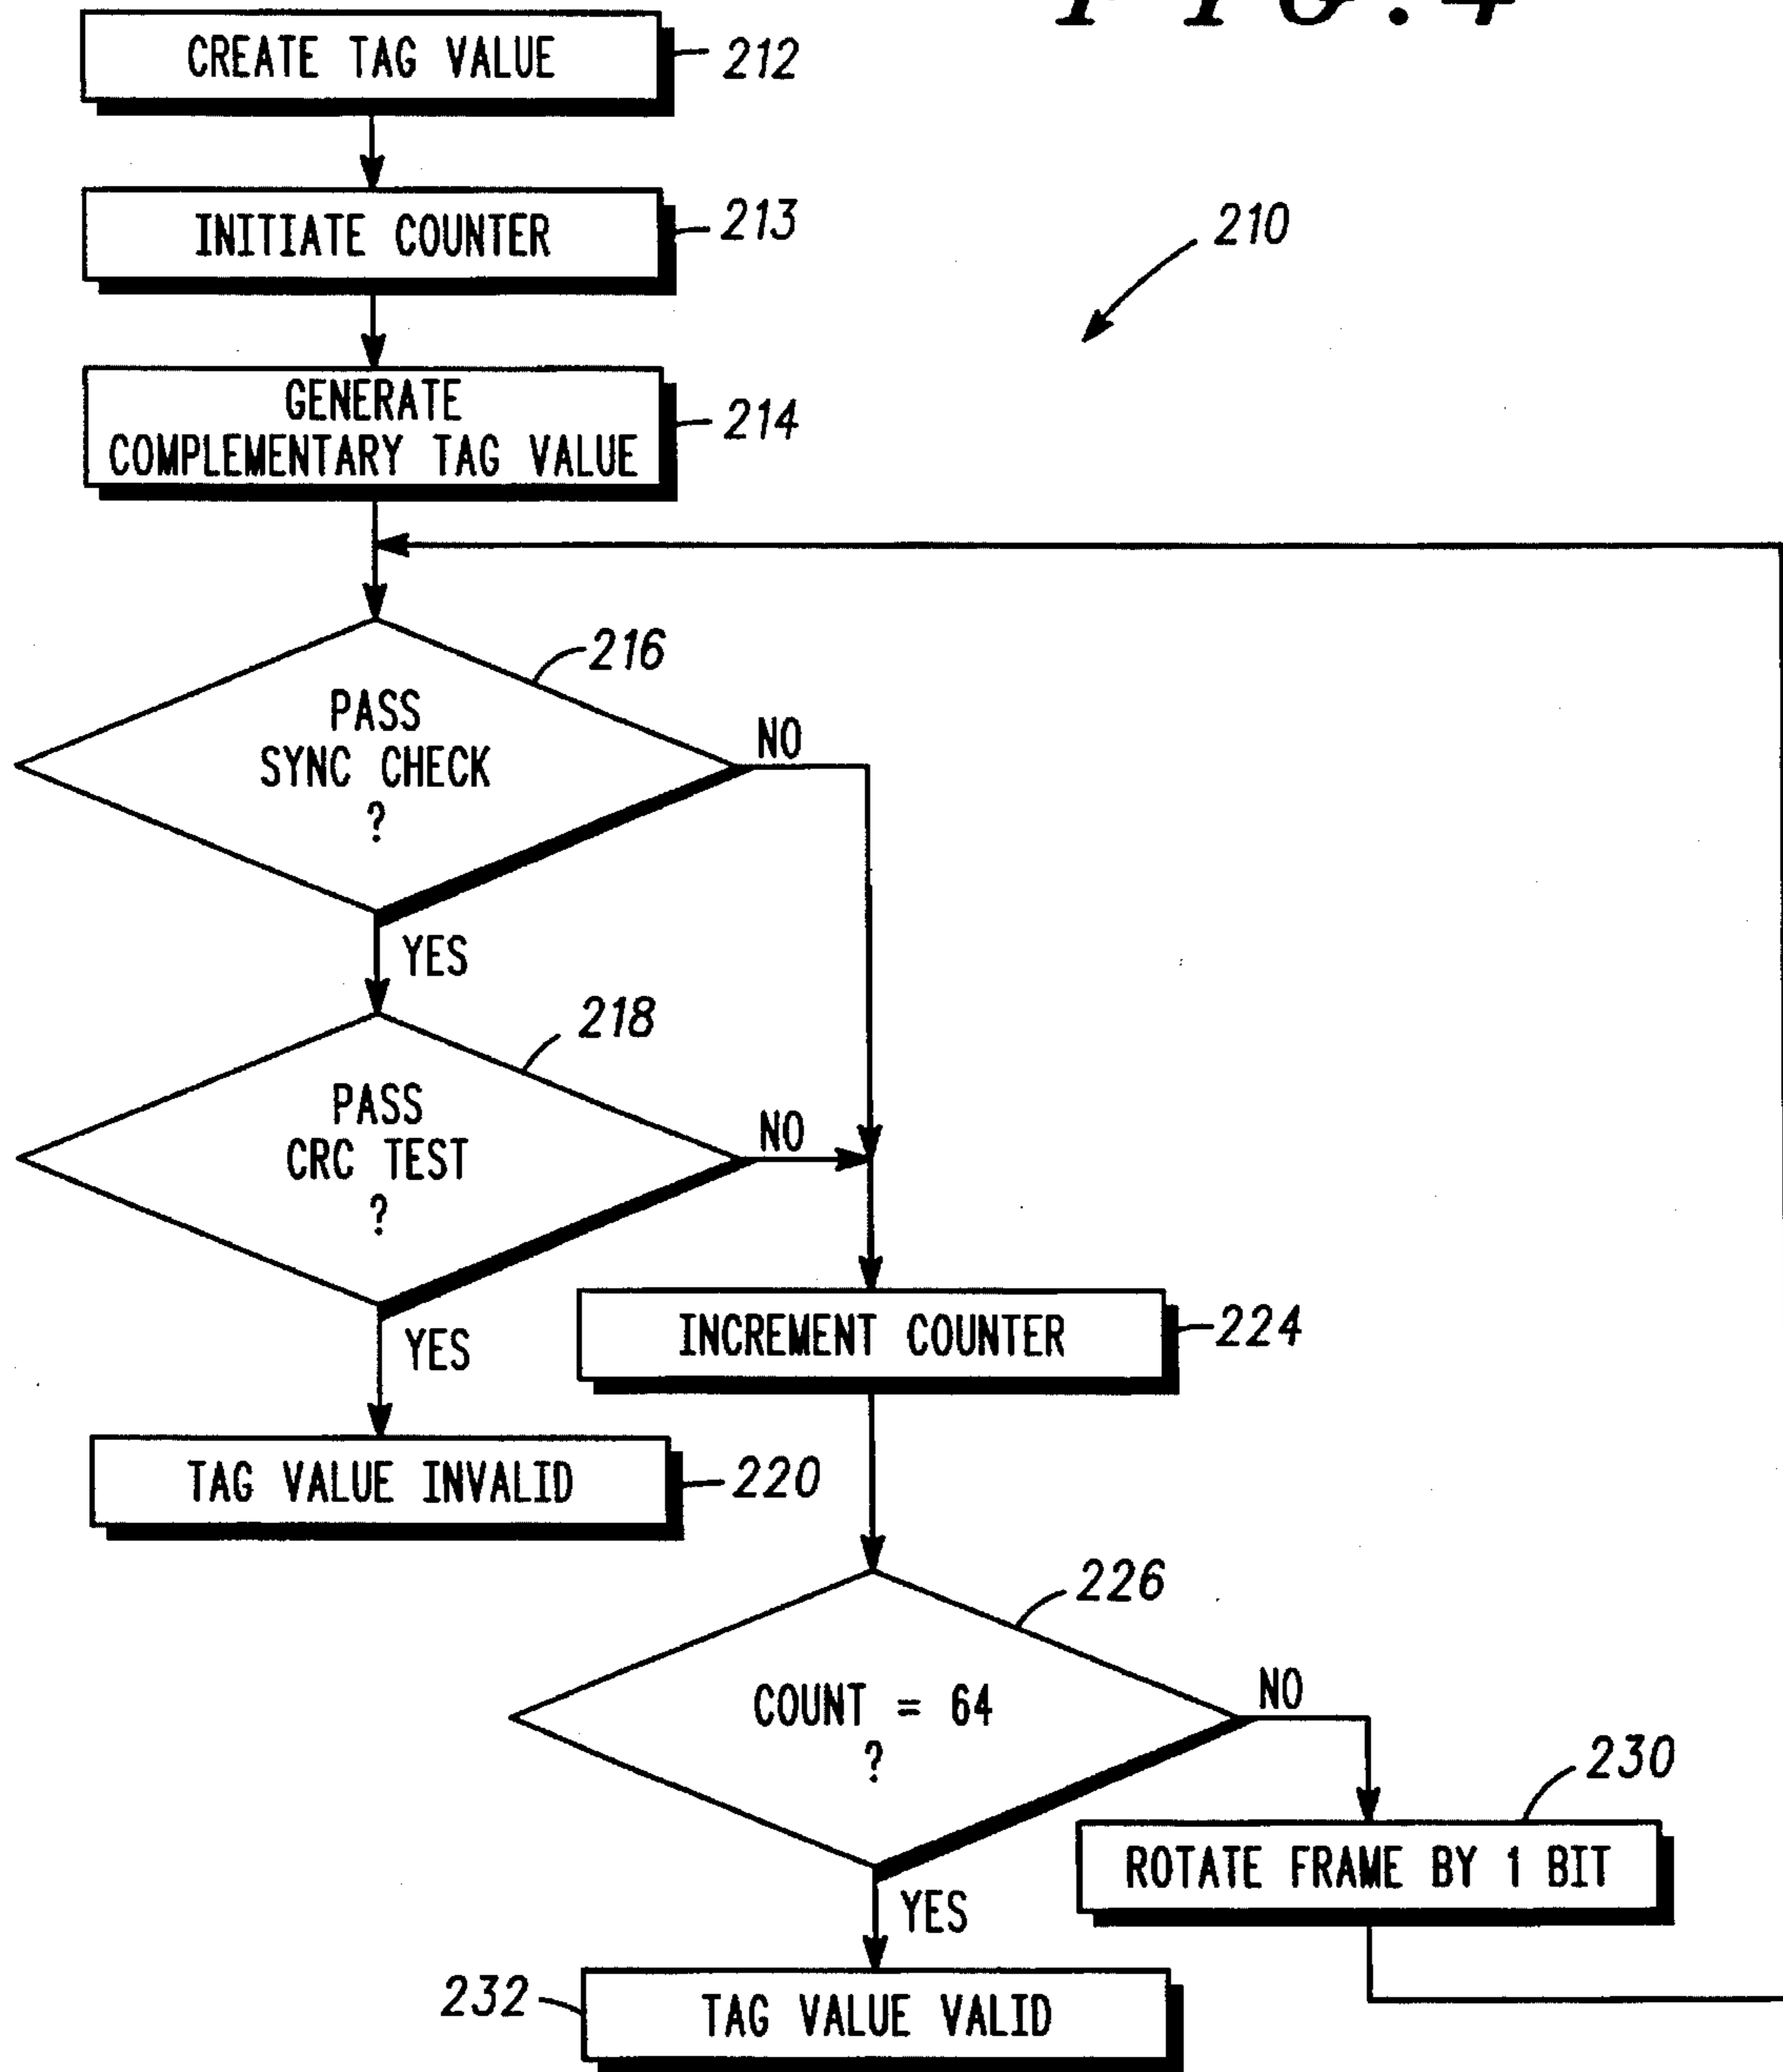 FIG. 4
CREATE TAG VALUE
212
INITIATE COUNTER
213
210
GENERATE
COMPLEMENTARY TAG VALUE
214
216
PASS
SYNC CHECK
?
NO
YES
218
PASS
CRC TEST
?
NO
YES
INCREMENT COUNTER
224
TAG VALUE INVALID
220
226
COUNT = 64
?
NO
230
ROTATE FRAME BY 1 BIT
YES
232
TAG VALUE VALID